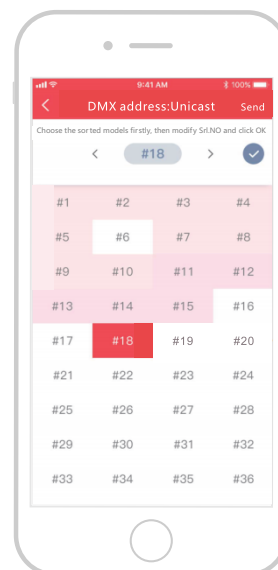 9:41 AM 100%
DMX address:Unicast Send
Choose the sorted models firstly, then modify Srl.NO and click OK
< #18 >
#1 #2 #3 #4
#5 #6 #7 #8
#9 #10 #11 #12
#13 #14 #15 #16
#17 #18 #19 #20
#21 #22 #23 #24
#25 #26 #27 #28
#29 #30 #31 #32
#33 #34 #35 #36